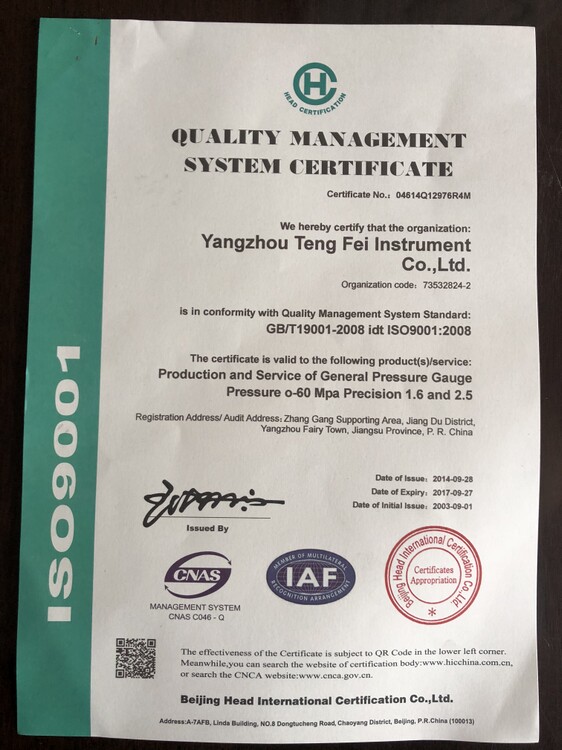 ISO9001
CH
HEAD CERTIFICATION
QUALITY MANAGEMENT
SYSTEM CERTIFICATE
Certificate No.: 04614Q12976R4M
We hereby certify that the organization:
Yangzhou Teng Fei Instrument
Co.,Ltd.
Organization code: 73532824-2
is in conformity with Quality Management System Standard:
GB/T19001-2008 idt ISO9001:2008
The certificate is valid to the following product(s)/service:
Production and Service of General Pressure Gauge
Pressure o-60 Mpa Precision 1.6 and 2.5
Registration Address/ Audit Address: Zhang Gang Supporting Area, Jiang Du District,
Yangzhou Fairy Town, Jiangsu Province, P. R. China
Date of Issue: 2014-09-28
Date of Expiry: 2017-09-27
Date of Initial Issue: 2003-09-01
Issued By
CNAS
MANAGEMENT SYSTEM
CNAS C046 - Q
MEMBER OF MULTILATERAL
IAF
RECOGNITION ARRANGEMENT
Beijing Head International Certification Co.,Ltd
Certificates
Appropriation
The effectiveness of the Certificate is subject to QR Code in the lower left corner.
Meanwhile,you can search the website of certification body:www.hicchina.com.cn,
or search the CNCA website:www.cnca.gov.cn.
Beijing Head International Certification Co.,Ltd.
Address:A-7AFB, Linda Building, NO.8 Dongtucheng Road, Chaoyang District, Beijing, P.R.China (100013)